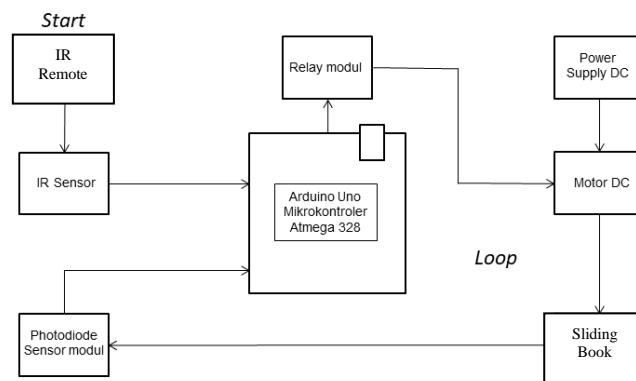 Start
IR
Remote
Relay modul
Power
Supply DC
IR Sensor
Arduino Uno
Mikrokontroler
Atmega 328
Motor DC
Loop
Photodiode
Sensor modul
Sliding
Book